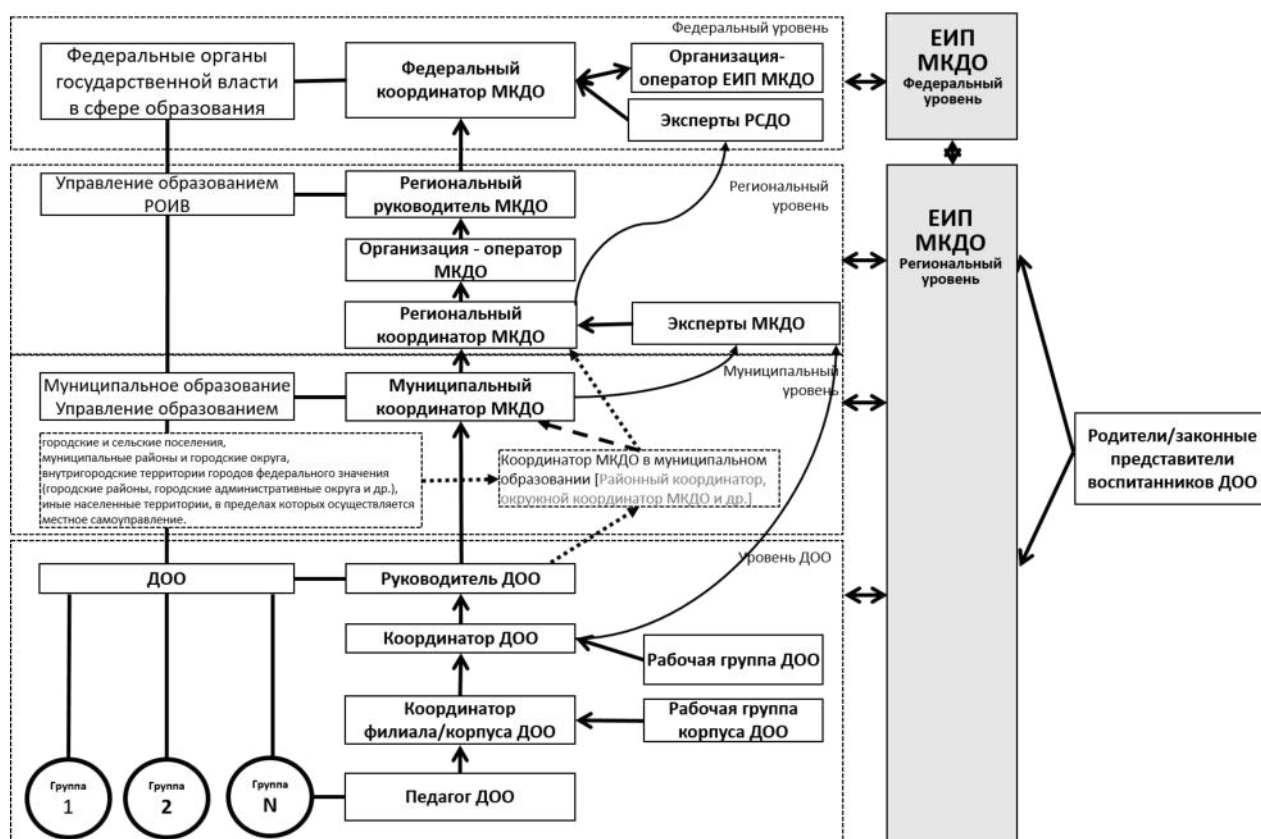 Федеральный уровень
Федеральные органы
государственной власти
в сфере образования
Федеральный
координатор МКДО
Организация-
оператор ЕИП МКДО
Эксперты РСДО
ЕИП
МКДО
Федеральный
уровень
Управление образованием
РОИВ
Региональный
руководитель МКДО
Региональный
уровень
Организация - оператор
МКДО
Региональный
координатор МКДО
Эксперты МКДО
ЕИП
МКДО
Региональный
уровень
Муниципальное образование
Управление образованием
Муниципальный
координатор МКДО
Муниципальный
уровень
городские и сельские поселения,
муниципальные районы и городские округа,
внутригородские территории городов федерального значения
(городские районы, городские административные округа и др.),
иные населенные территории, в пределах которых осуществляется
местное самоуправление.
Координатор МКДО в муниципальном
образовании [Районный координатор,
окружной координатор МКДО и др.]
Родители/законные
представители
воспитанников ДОО
Уровень ДОО
ДОО
Руководитель ДОО
Координатор ДОО
Рабочая группа ДОО
Координатор
филиала/корпуса ДОО
Рабочая группа
корпуса ДОО
Группа
1
Группа
2
Группа
N
Педагог ДОО